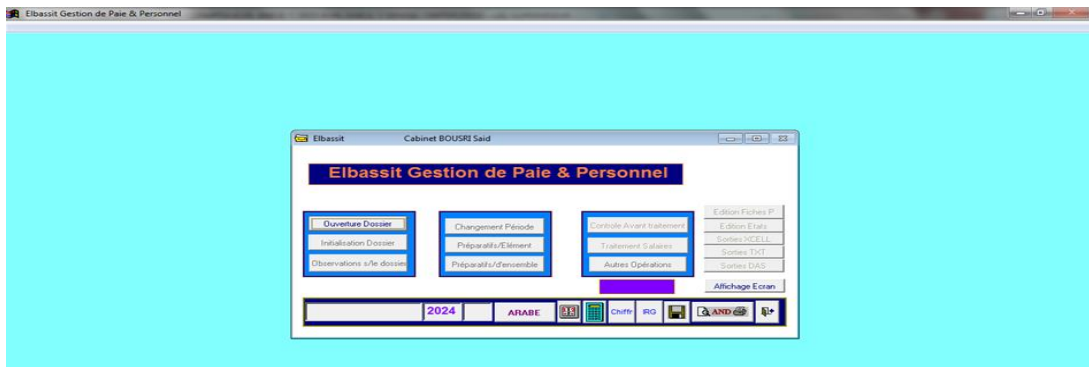 Elbassit Gestion de Paie & Personnel
Elbassit Cabinet BOUSRI Said
Elbassit Gestion de Paie & Personnel
Ouverture Dossier
Initialisation Dossier
Observations s/le dossier
Changement Période
Préparatifs/Elément
Préparatifs/d'ensemble
Controle Avant traitement
Traitement Salaires
Autres Opérations
Edition Fiches P
Edition Etats
Sorties XCELL
Sorties TXT
Sorties DAS
Affichage Ecran
2024 ARABE Chiffr IRG AND